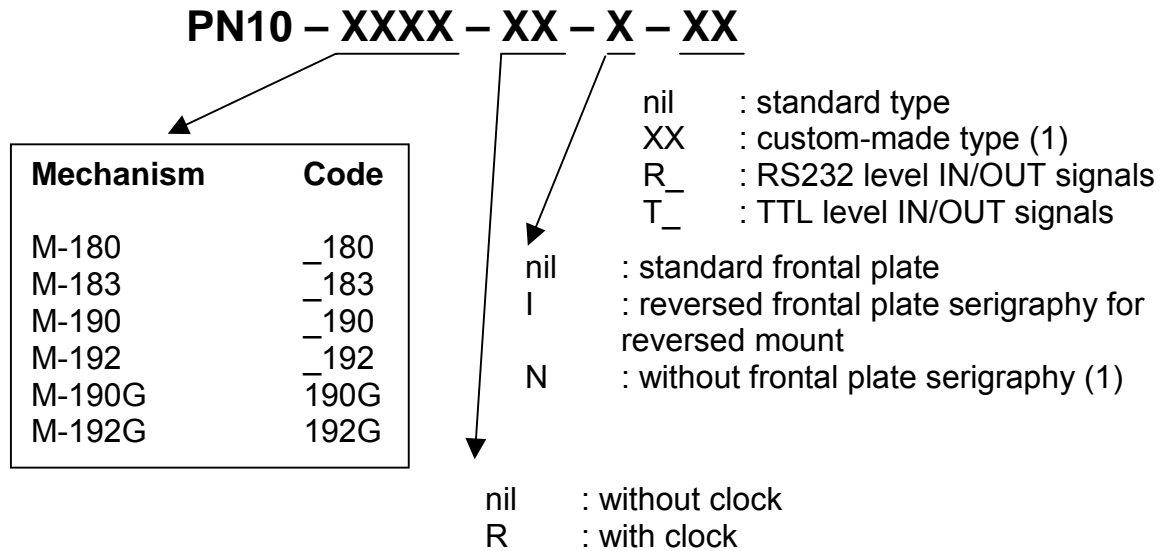 PN10 – XXXX – XX – X – XX
nil : standard type
XX : custom-made type (1)
R_ : RS232 level IN/OUT signals
T_ : TTL level IN/OUT signals
Mechanism Code
M-180 _180
M-183 _183
M-190 _190
M-192 _192
M-190G 190G
M-192G 192G
nil : standard frontal plate
I : reversed frontal plate serigraphy for
reversed mount
N : without frontal plate serigraphy (1)
nil : without clock
R : with clock